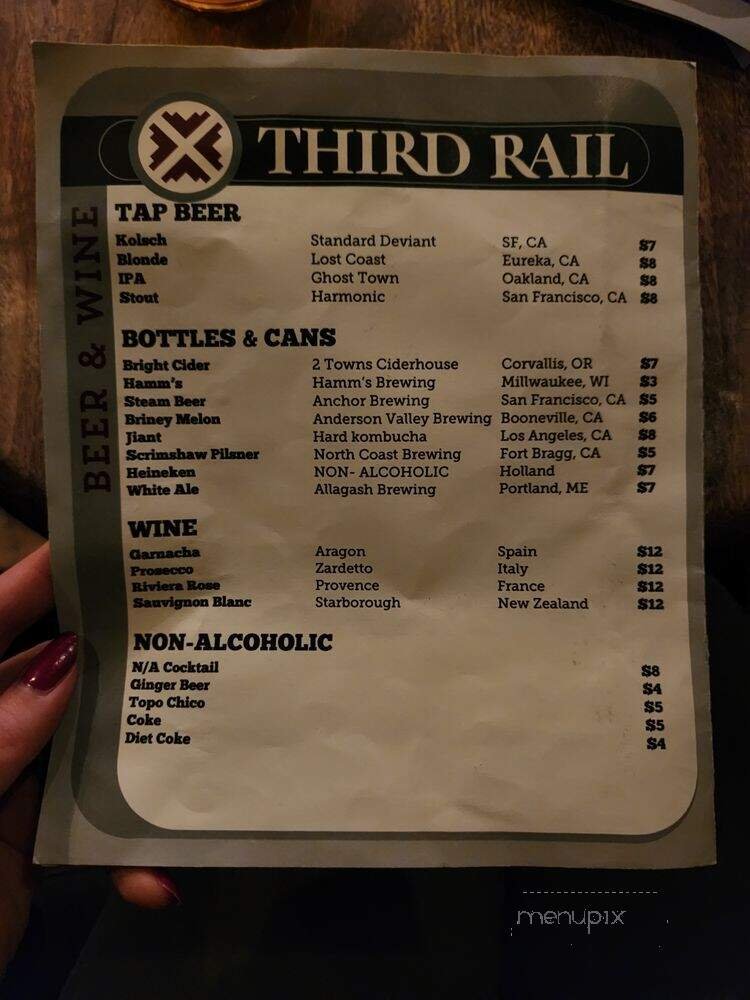 THIRD RAIL
BEER & WINE
TAP BEER
Kolsch Standard Deviant SF, CA $7
Blonde Lost Coast Eureka, CA $8
IPA Ghost Town Oakland, CA $8
Stout Harmonic San Francisco, CA $8
BOTTLES & CANS
Bright Cider 2 Towns Ciderhouse Corvallis, OR $7
Hamm's Hamm's Brewing Millwaukee, WI $3
Steam Beer Anchor Brewing San Francisco, CA $5
Briney Melon Anderson Valley Brewing Booneville, CA $6
Jiant Hard kombucha Los Angeles, CA $8
Scrimshaw Pilsner North Coast Brewing Fort Bragg, CA $5
Heineken NON- ALCOHOLIC Holland $7
White Ale Allagash Brewing Portland, ME $7
WINE
Garnacha Aragon Spain $12
Prosecco Zardetto Italy $12
Riviera Rose Provence France $12
Sauvignon Blanc Starborough New Zealand $12
NON-ALCOHOLIC
N/A Cocktail $8
Ginger Beer $4
Topo Chico $5
Coke $5
Diet Coke $4
menupix